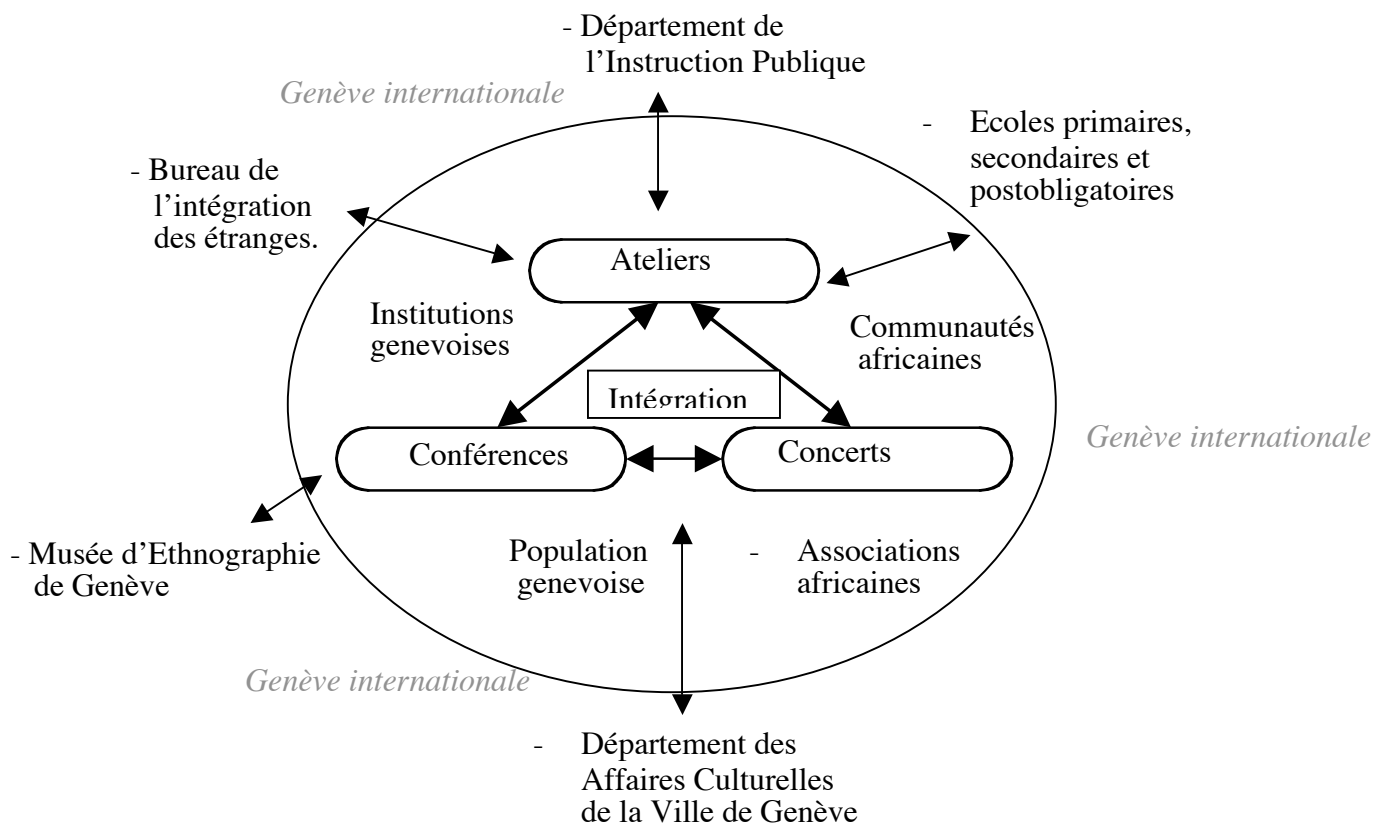 - Département de
l’Instruction Publique
Genève internationale
- Ecoles primaires,
secondaires et
postobligatoires
- Bureau de
l’intégration
des étranges.
Ateliers
Institutions
genevoises
Communautés
africaines
Intégration
Genève internationale
Conférences
Concerts
- Musée d’Ethnographie
de Genève
Population
genevoise
- Associations
africaines
Genève internationale
- Département des
Affaires Culturelles
de la Ville de Genève